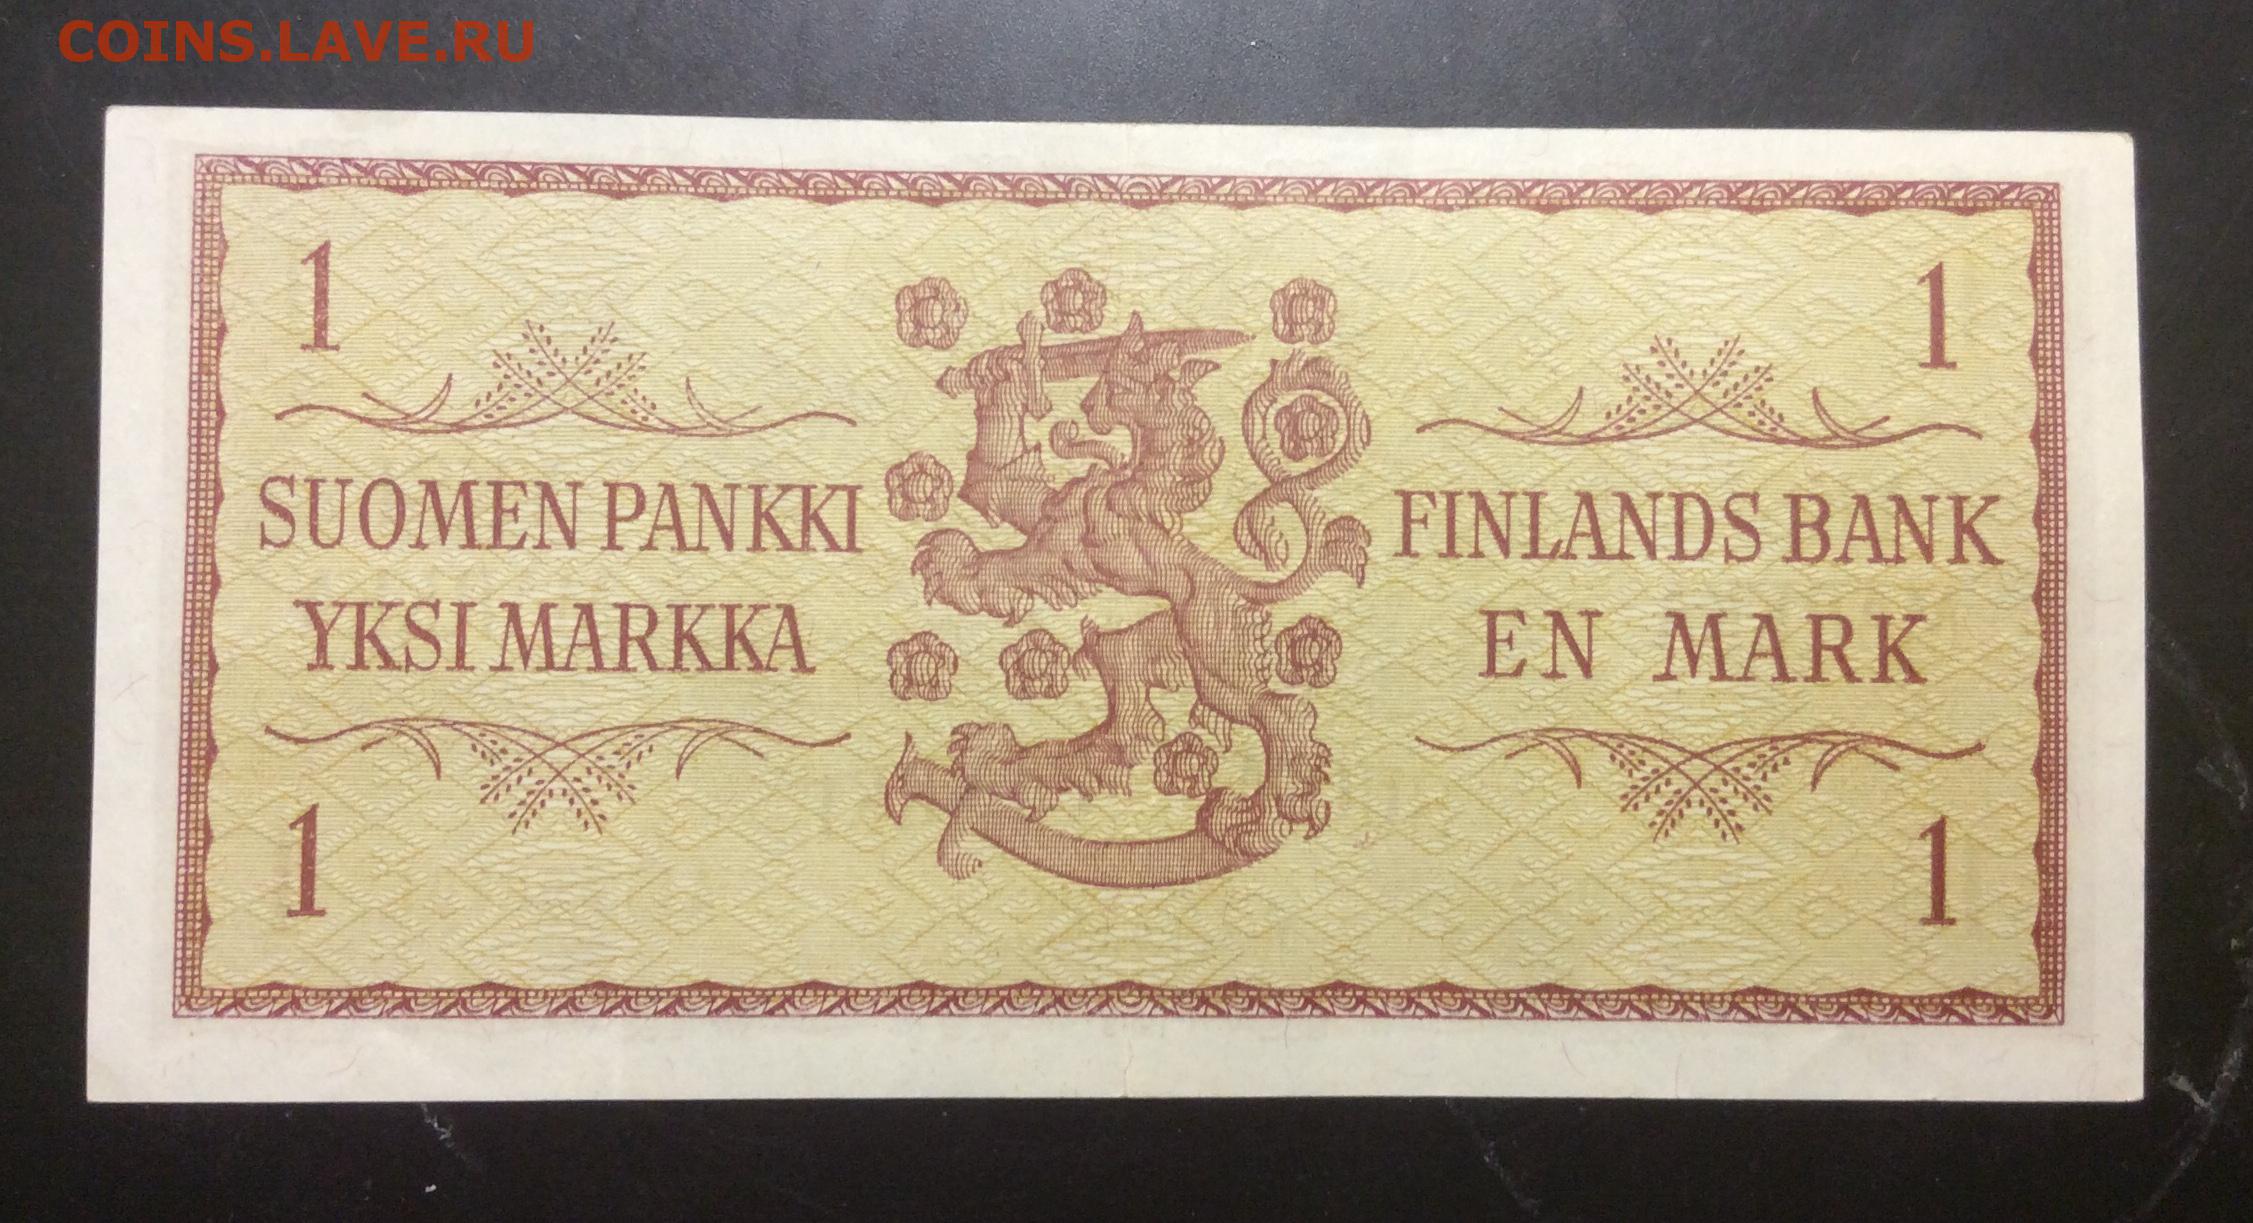 COINS.LAVE.RU
1
1
SUOMEN PANKKI
YKSI MARKKA
FINLANDS BANK
EN MARK
1
1